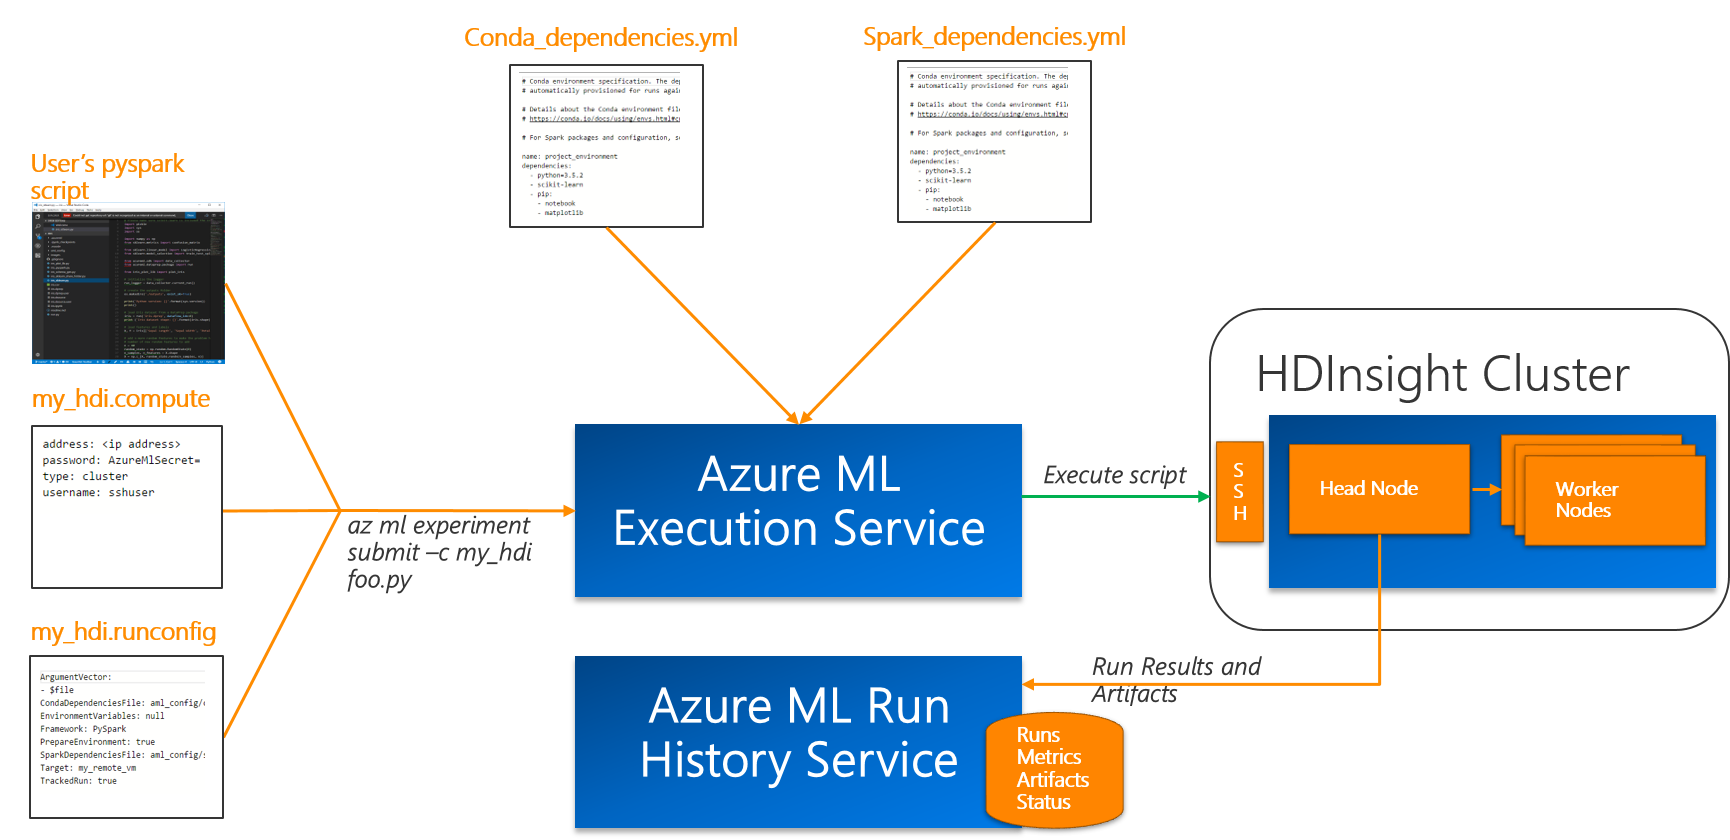 Conda_dependencies.yml
# Conda environment specification. The dep
# automatically provisioned for runs agai
# Details about the Conda environment file
# https://conda.io/docs/using/envs.html#c
# For Spark packages and configuration, s
name: project_environment
dependencies:
- python=3.5.2
- scikit-learn
- pip:
- notebook
- matplotlib
Spark_dependencies.yml
# Conda environment specification. The dep
# automatically provisioned for runs agai
# Details about the Conda environment fil
# https://conda.io/docs/using/envs.html#c
# For Spark packages and configuration, s
name: project_environment
dependencies:
- python=3.5.2
- scikit-learn
- pip:
- notebook
- matplotlib
User’s pyspark
script
my_hdi.compute
address: <ip address>
password: AzureMlSecret=
type: cluster
username: sshuser
my_hdi.runconfig
ArgumentVector:
- $file
CondaDependenciesFile: aml_config/
EnvironmentVariables: null
Framework: PySpark
PrepareEnvironment: true
SparkDependenciesFile: aml_config/
Target: my_remote_vm
TrackedRun: true
az ml experiment
submit –c my_hdi
foo.py
Azure ML
Execution Service
Execute script
HDInsight Cluster
SSH
Head Node
Worker
Nodes
Run Results and
Artifacts
Azure ML Run
History Service
Runs
Metrics
Artifacts
Status